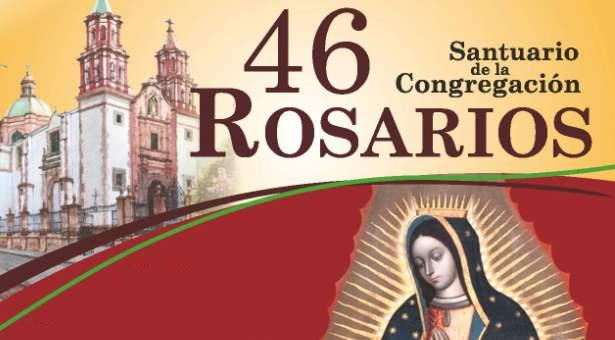 46
ROSARIOS
Santuario
de la
Congregación